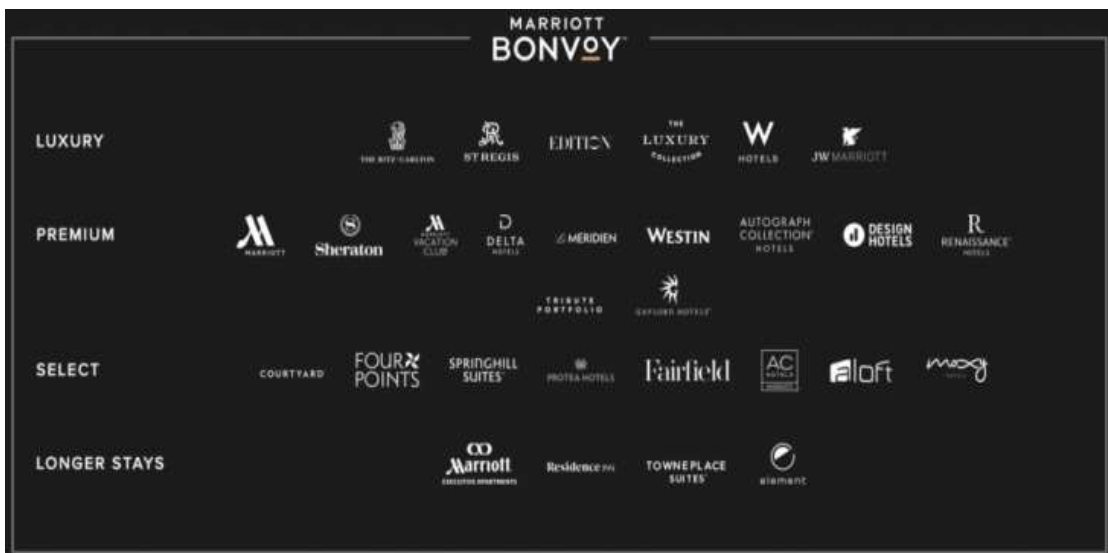 MARRIOTT
BONVOY
LUXURY
THE RITZ-CARLTON
ST REGIS
EDITION
THE
LUXURY
COLLECTION
W
HOTELS
JW MARRIOTT
PREMIUM
MARRIOTT
Sheraton
MARRIOTT
VACATION
CLUB
D
DELTA
HOTELS
LE MERIDIEN
WESTIN
AUTOGRAPH
COLLECTION
HOTELS
DESIGN
HOTELS
R
RENAISSANCE
HOTELS
TRIBUTE
PORTFOLIO
GAYLORD HOTELS
SELECT
COURTYARD
FOUR
POINTS
SPRINGHILL
SUITES
PROTEA HOTELS
Fairfield
AC
HOTELS
MARRIOTT
aloft
moxy
LONGER STAYS
Marriott
EXECUTIVE APARTMENTS
Residence INN
TOWNEPLACE
SUITES
element